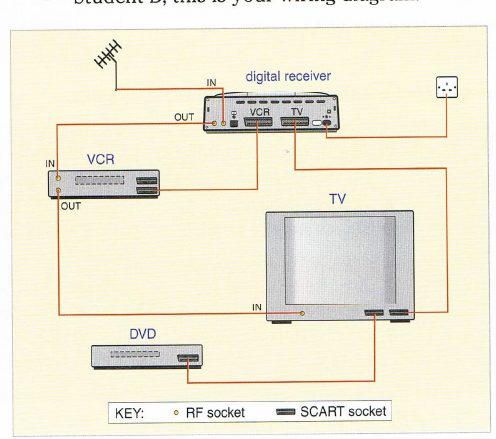 Student B, this is your wiring diagram.
IN
digital receiver
OUT
VCR TV
IN
VCR
OUT
TV
IN
DVD
KEY: RF socket SCART socket